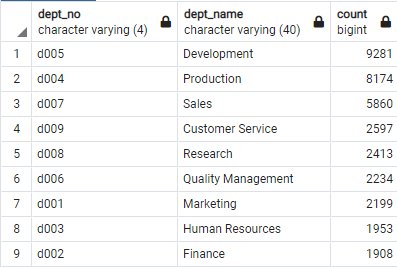 dept_no dept_name count
character varying (4) character varying (40) bigint
1 d005 Development 9281
2 d004 Production 8174
3 d007 Sales 5860
4 d009 Customer Service 2597
5 d008 Research 2413
6 d006 Quality Management 2234
7 d001 Marketing 2199
8 d003 Human Resources 1953
9 d002 Finance 1908